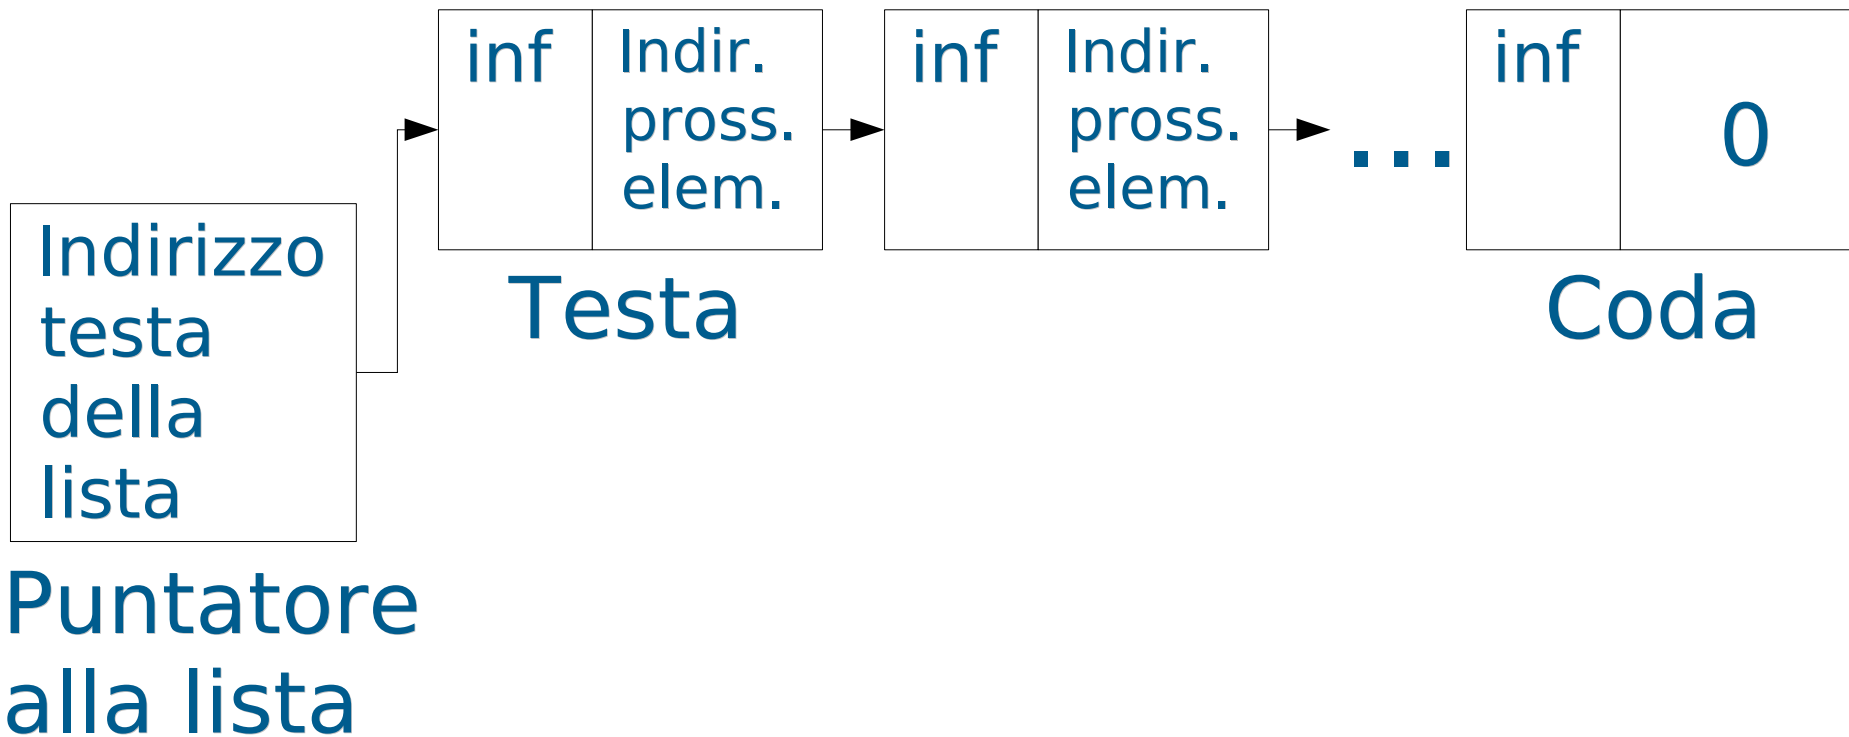 Indirizzo
testa
della
lista
Puntatore
alla lista
inf
Indir.
pross.
elem.
Testa
inf
Indir.
pross.
elem.
...
inf
0
Coda